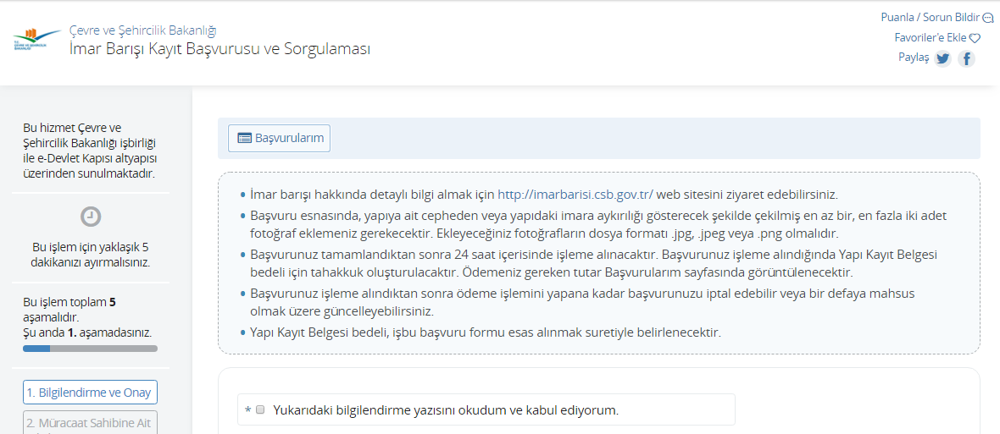 Çevre ve Şehircilik Bakanlığı
İmar Barışı Kayıt Başvurusu ve Sorgulaması
Puanla / Sorun Bildir
Favoriler'e Ekle
Paylaş
Bu hizmet Çevre ve
Şehircilik Bakanlığı işbirliği
ile e-Devlet Kapısı altyapısı
üzerinden sunulmaktadır.
Bu işlem için yaklaşık 5
dakikanızı ayırmalısınız.
Bu işlem toplam 5
aşamalıdır.
Şu anda 1. aşamadasınız.
1. Bilgilendirme ve Onay
2. Müracaat Sahibine Ait
Başvurularım
• İmar barışı hakkında detaylı bilgi almak için http://imarbarisi.csb.gov.tr/ web sitesini ziyaret edebilirsiniz.
• Başvuru esnasında, yapıya ait cepheden veya yapıdaki imara aykırılığı gösterecek şekilde çekilmiş en az bir, en fazla iki adet
fotoğraf eklemeniz gerekecektir. Ekleyeceğiniz fotoğrafların dosya formatı .jpg, .jpeg veya .png olmalıdır.
• Başvurunuz tamamlandıktan sonra 24 saat içerisinde işleme alınacaktır. Başvurunuz işleme alındığında Yapı Kayıt Belgesi
bedeli için tahakkuk oluşturulacaktır. Ödemeniz gereken tutar Başvurularım sayfasında görüntülenecektir.
• Başvurunuz işleme alındıktan sonra ödeme işlemini yapana kadar başvurunuzu iptal edebilir veya bir defaya mahsus
olmak üzere güncelleyebilirsiniz.
• Yapı Kayıt Belgesi bedeli, işbu başvuru formu esas alınmak suretiyle belirlenecektir.
* Yukarıdaki bilgilendirme yazısını okudum ve kabul ediyorum.